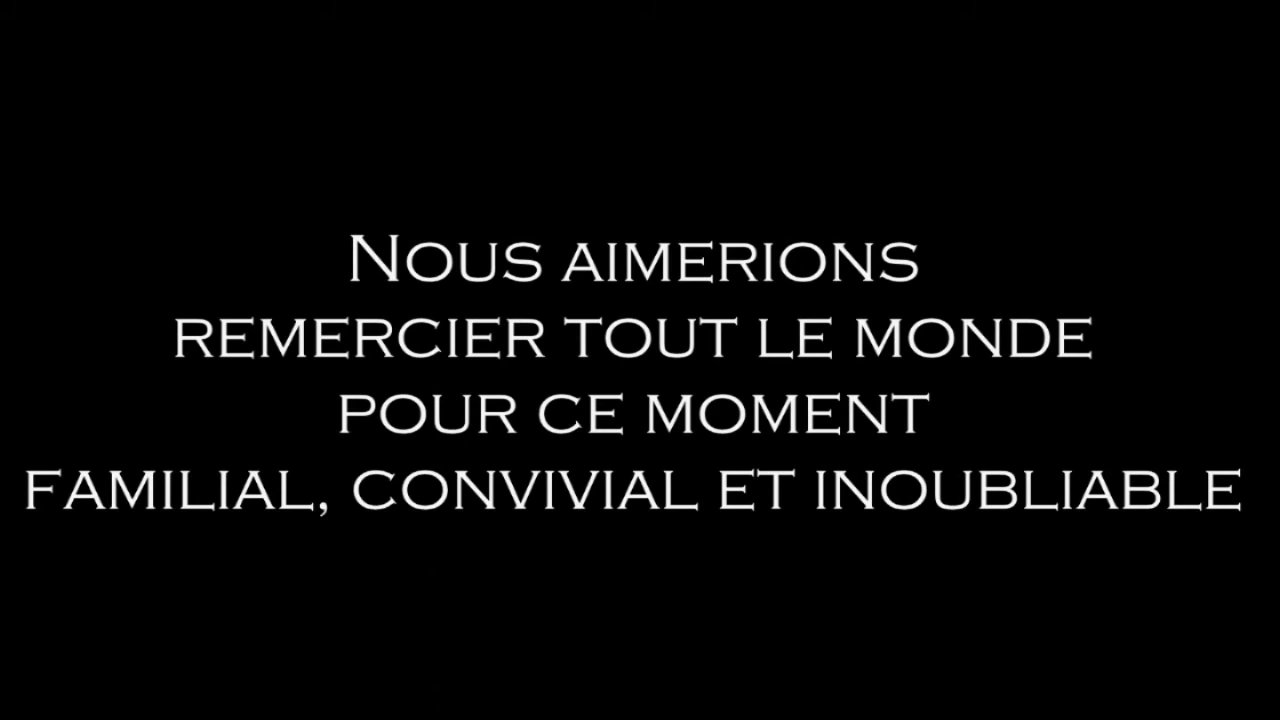 Nous aimerions
remercier tout le monde
pour ce moment
familial, convivial et inoubliable